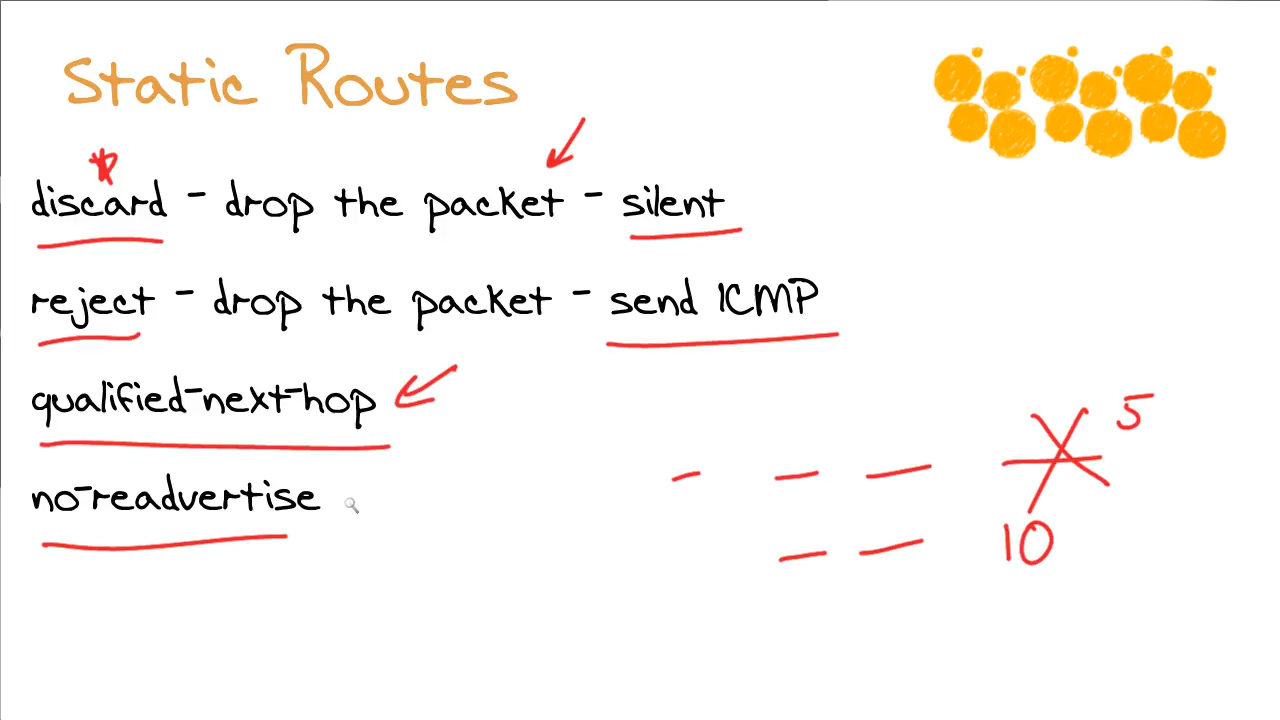 Static Routes
discard - drop the packet - silent
reject - drop the packet - send ICMP
qualified-next-hop
5
no-readvertise
10